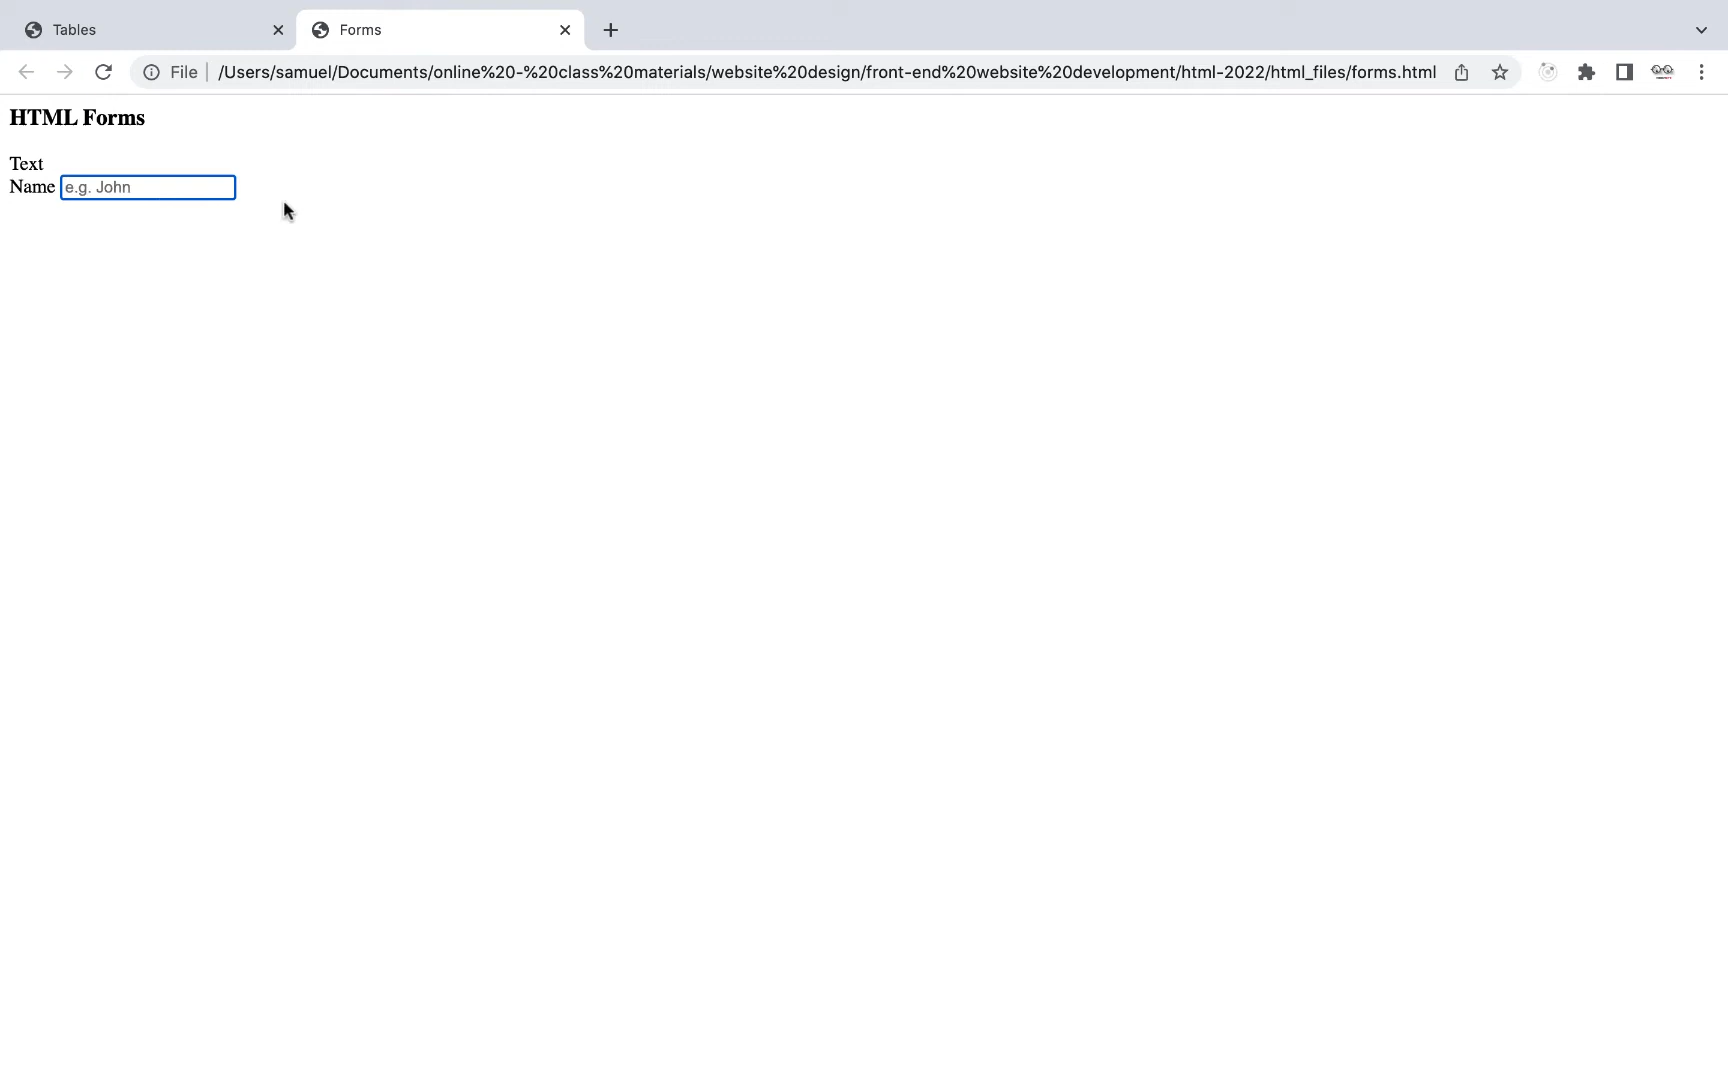 Tables
Forms
File /Users/samuel/Documents/online%20-%20class%20materials/website%20design/front-end%20website%20development/html-2022/html_files/forms.html
HTML Forms
Text
Name e.g. John